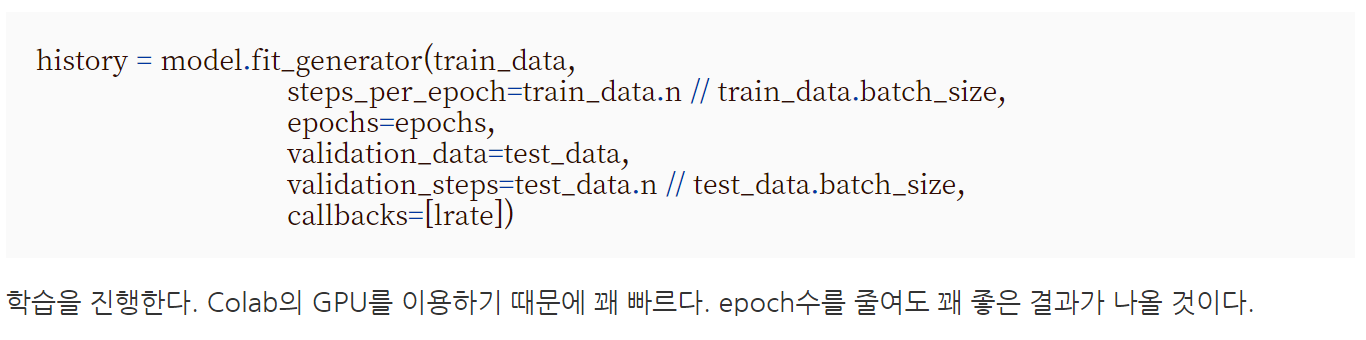 history = model.fit_generator(train_data,
steps_per_epoch=train_data.n // train_data.batch_size,
epochs=epochs,
validation_data=test_data,
validation_steps=test_data.n // test_data.batch_size,
callbacks=[lrate])
학습을 진행한다. Colab의 GPU를 이용하기 때문에 꽤 빠르다. epoch수를 줄여도 꽤 좋은 결과가 나올 것이다.